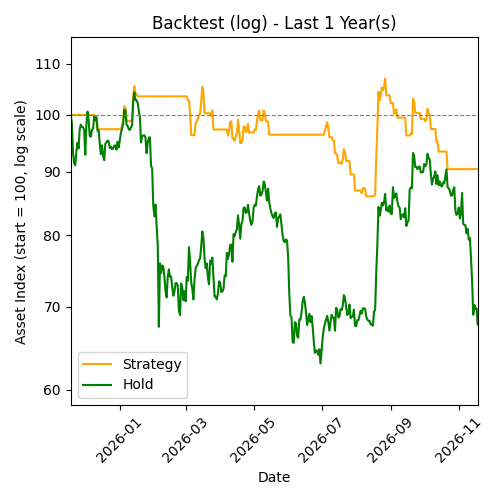 Backtest (log) - Last 1 Year(s)
Asset Index (start = 100, log scale)
110
100
90
80
70
60
Strategy
Hold
2026-01
2026-03
2026-05
2026-07
2026-09
2026-11
Date